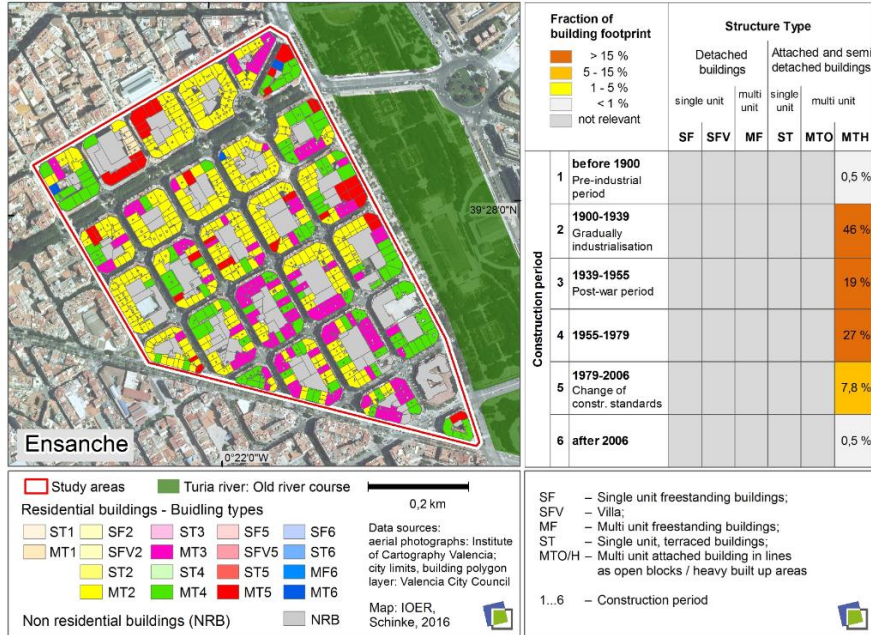 Ensanche
39°28'0"N
0°22'0"W
Study areas
Turia river: Old river course
0,2 km
Residential buildings - Buidling types
ST1 SF2 ST3 SF5 SF6
MT1 SFV2 MT3 SFV5 ST6
ST2 ST4 ST5 MF6
MT2 MT4 MT5 MT6
Non residential buildings (NRB) NRB
Data sources:
aerial photographs: Institute
of Cartography Valencia;
city limits, building polygon
layer: Valencia City Council
Map: IOER,
Schinke, 2016
Fraction of
building footprint
> 15 %
5 - 15 %
1 - 5 %
< 1 %
not relevant
Structure Type
Detached
buildings
Attached and semi
detached buildings
single unit
multi
unit
single
unit
multi unit
SF SFV MF ST MTO MTH
Construction period
1 before 1900
Pre-industrial
period
0,5 %
2 1900-1939
Gradually
industrialisation
46 %
3 1939-1955
Post-war period
19 %
4 1955-1979
27 %
5 1979-2006
Change of
constr. standards
7,8 %
6 after 2006
0,5 %
SF – Single unit freestanding buildings;
SFV – Villa;
MF – Multi unit freestanding buildings;
ST – Single unit, terraced buildings;
MTO/H – Multi unit attached building in lines
as open blocks / heavy built up areas
1...6 – Construction period